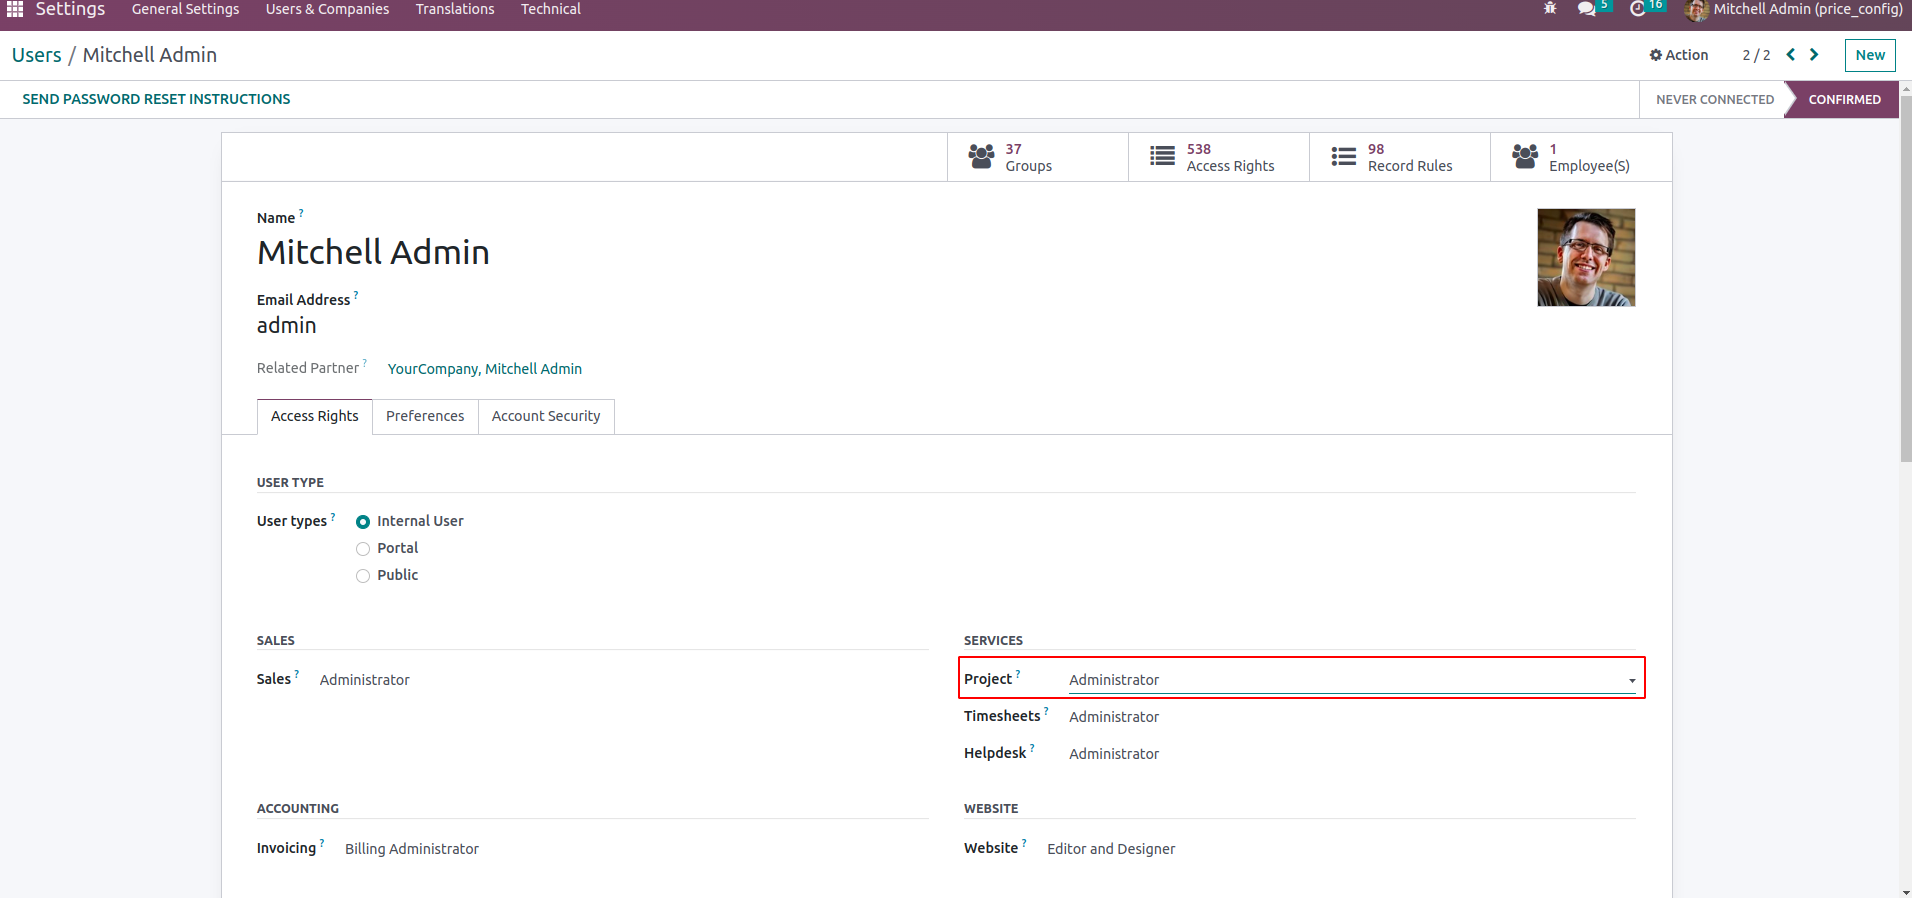 Settings General Settings Users & Companies Translations Technical 5 16 Mitchell Admin (price_config)
Users / Mitchell Admin Action 2 / 2 New
SEND PASSWORD RESET INSTRUCTIONS NEVER CONNECTED CONFIRMED
37 538 98 1
Groups Access Rights Record Rules Employee(S)
Name ?
Mitchell Admin
Email Address ?
admin
Related Partner ? YourCompany, Mitchell Admin
Access Rights Preferences Account Security
USER TYPE
User types ? Internal User
Portal
Public
SALES SERVICES
Sales ? Administrator Project ? Administrator
Timesheets ? Administrator
Helpdesk ? Administrator
ACCOUNTING WEBSITE
Invoicing ? Billing Administrator Website ? Editor and Designer